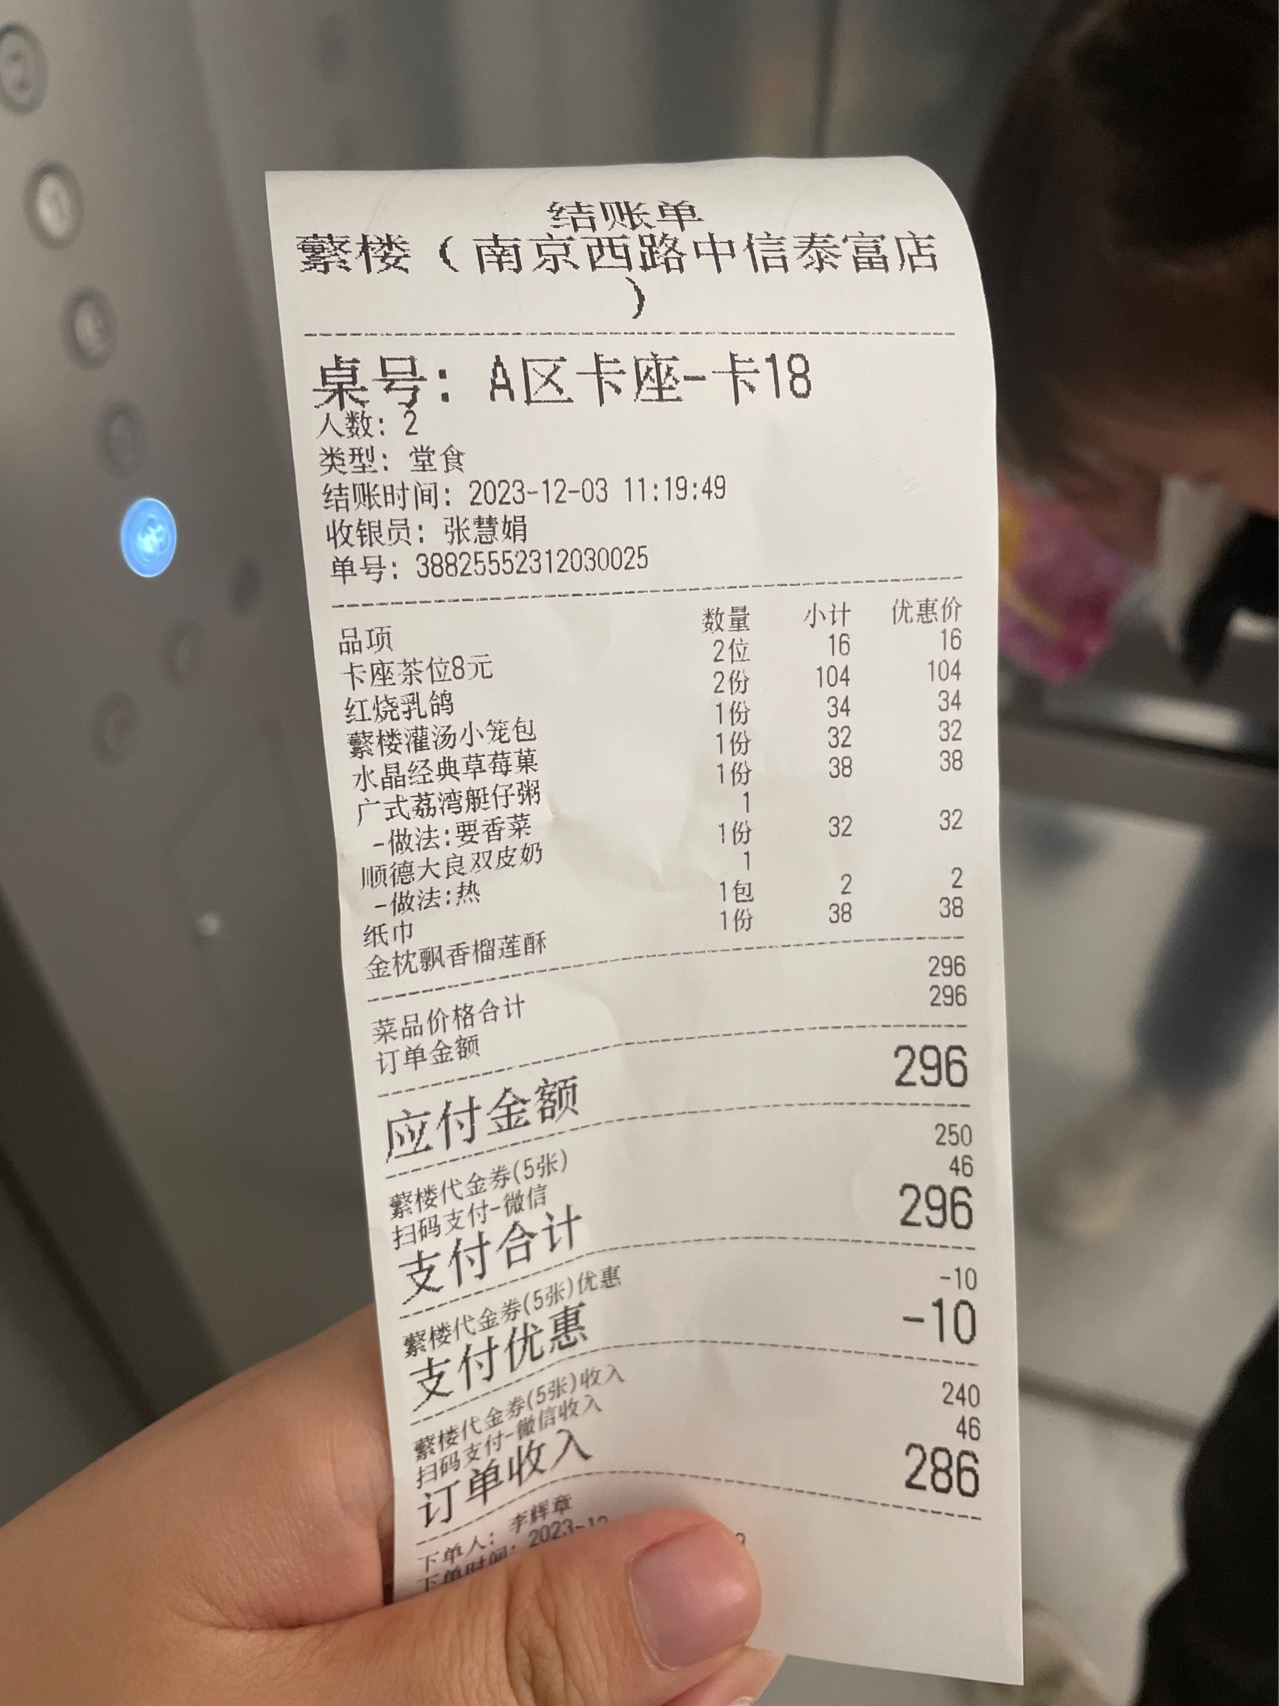 结账单
蘩楼(南京西路中信泰富店
)
桌号: A区卡座-卡18
人数: 2
类型: 堂食
结账时间: 2023-12-03 11:19:49
收银员: 张慧娟
单号: 38825552312030025
品项 数量 小计 优惠价
卡座茶位8元 2位 16 16
红烧乳鸽 2份 104 104
蘩楼灌汤小笼包 1份 34 34
水晶经典草莓菓 1份 32 32
广式荔湾艇仔粥 1份 38 38
-做法:要香菜 1
顺德大良双皮奶 1份 32 32
-做法:热 1
纸巾 1包 2 2
金枕飘香榴莲酥 1份 38 38
菜品价格合计 296
订单金额 296
应付金额 296
蘩楼代金券(5张) 250
扫码支付-微信 46
支付合计 296
蘩楼代金券(5张)优惠 -10
支付优惠 -10
蘩楼代金券(5张)收入 240
扫码支付-微信收入 46
订单收入 286
下单人: 李辉章
下单时间: 2023-12